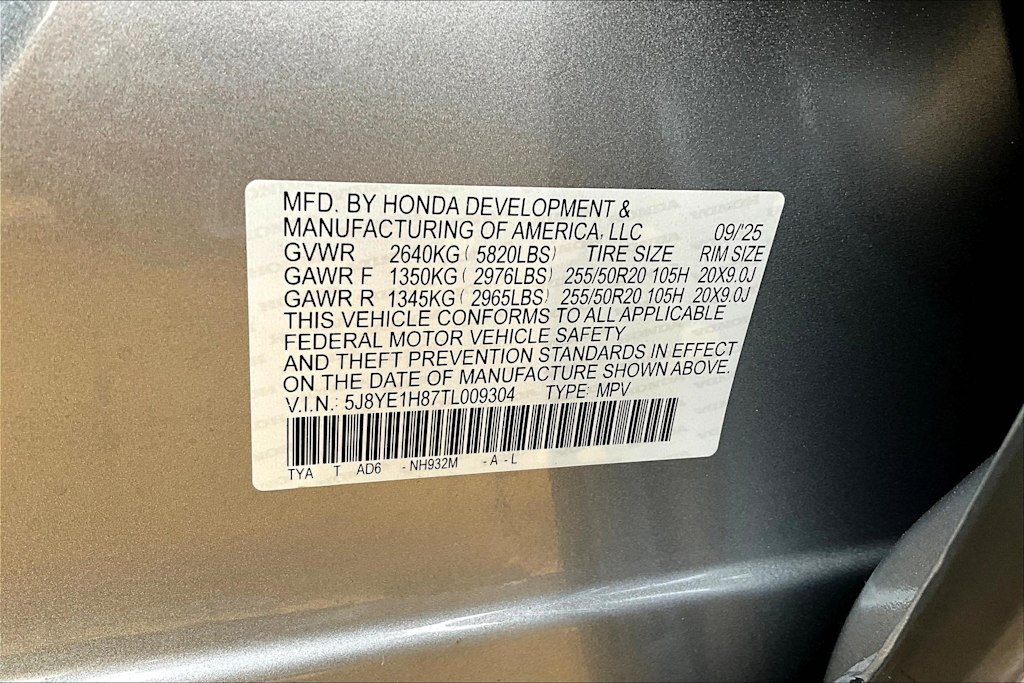 MFD. BY HONDA DEVELOPMENT &
MANUFACTURING OF AMERICA, LLC 09/'25
GVWR 2640KG ( 5820LBS) TIRE SIZE RIM SIZE
GAWR F 1350KG ( 2976LBS) 255/50R20 105H 20X9.0J
GAWR R 1345KG ( 2965LBS) 255/50R20 105H 20X9.0J
THIS VEHICLE CONFORMS TO ALL APPLICABLE
FEDERAL MOTOR VEHICLE SAFETY
AND THEFT PREVENTION STANDARDS IN EFFECT
ON THE DATE OF MANUFACTURE SHOWN ABOVE.
V.I.N.: 5J8YE1H87TL009304 TYPE: MPV
TYA T AD6 -NH932M -A-L